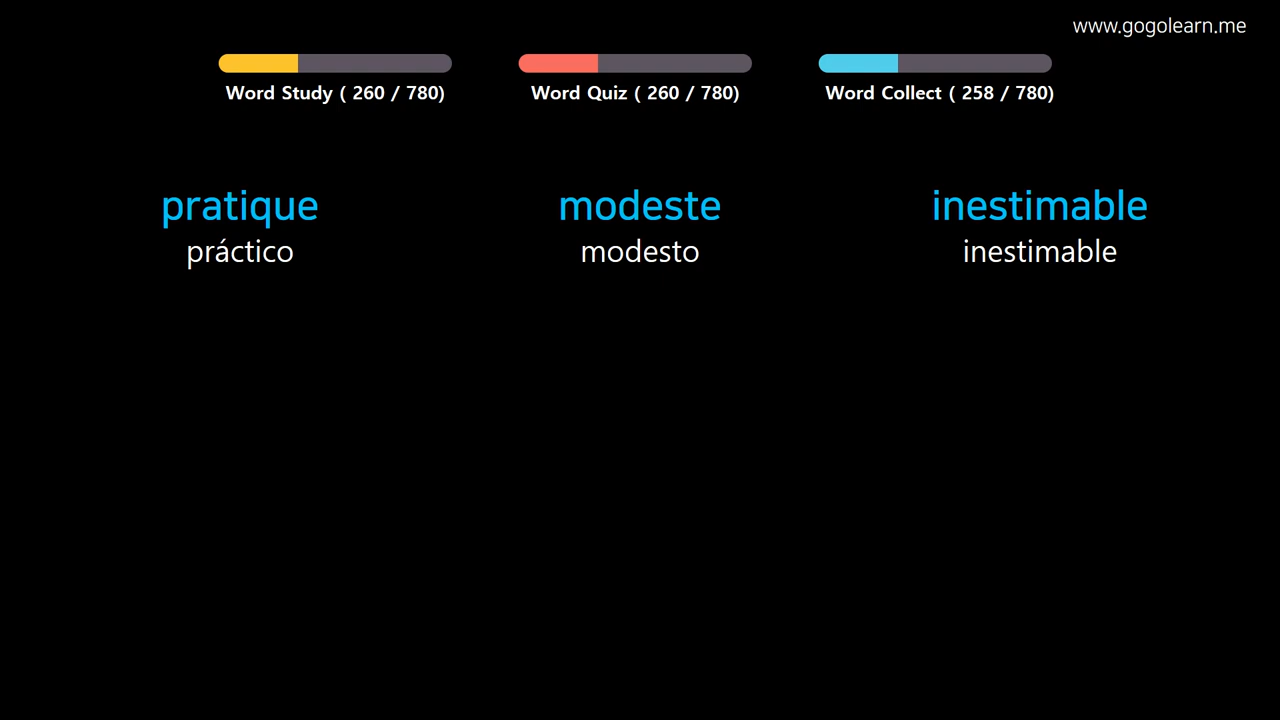 www.gogolearn.me
Word Study ( 260 / 780)
Word Quiz ( 260 / 780)
Word Collect ( 258 / 780)
pratique
práctico
modeste
modesto
inestimable
inestimable